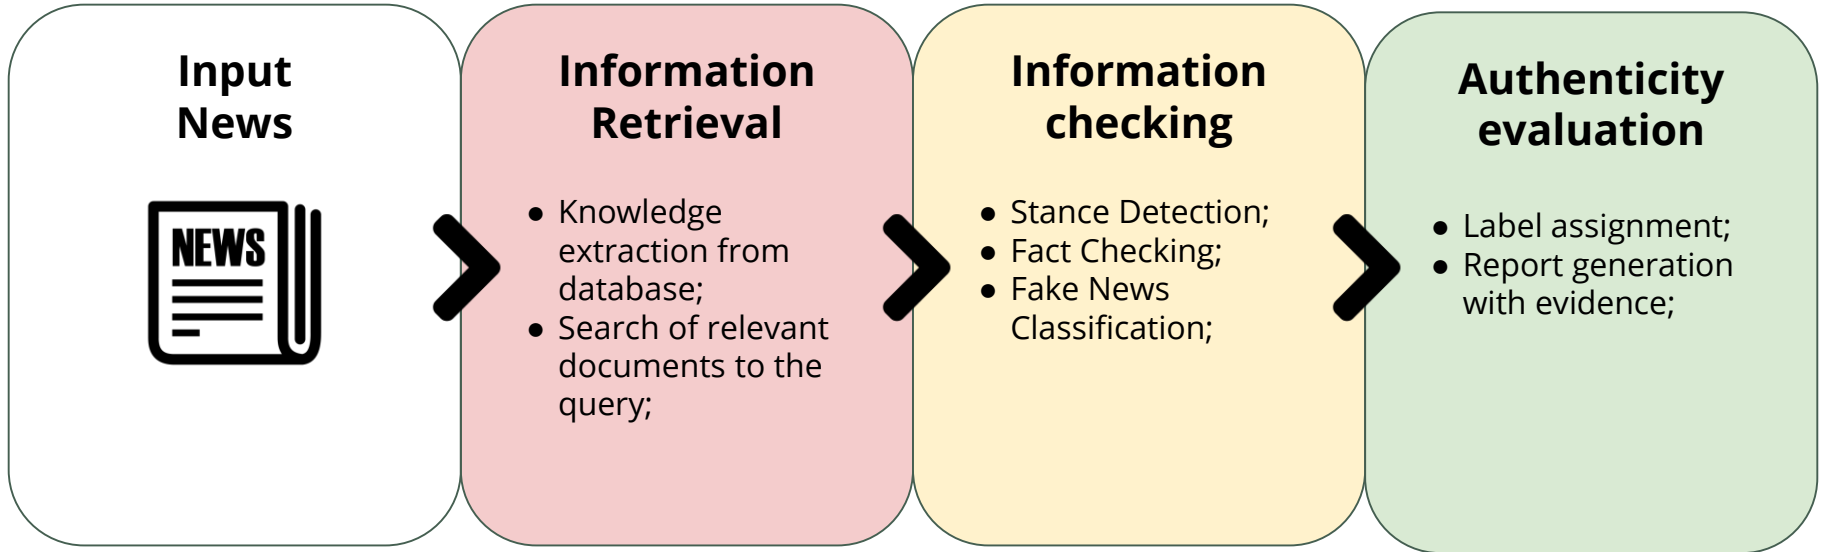 Input
News
NEWS
Information
Retrieval
● Knowledge
extraction from
database;
● Search of relevant
documents to the
query;
Information
checking
● Stance Detection;
● Fact Checking;
● Fake News
Classification;
Authenticity
evaluation
● Label assignment;
● Report generation
with evidence;